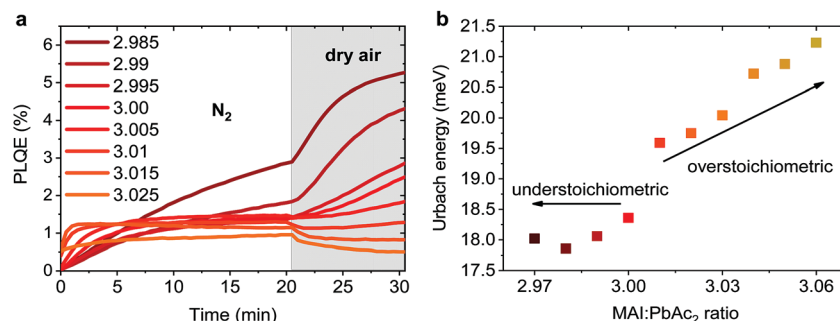 a
PLQE (%)
6
5
4
3
2
1
0
2.985
2.99
2.995
3.00
3.005
3.01
3.015
3.025
N2
dry air
0 5 10 15 20 25 30
Time (min)
b
Urbach energy (meV)
21.5
21.0
20.5
20.0
19.5
19.0
18.5
18.0
17.5
overstoichiometric
understoichiometric
2.97 3.00 3.03 3.06
MAI:PbAc2 ratio